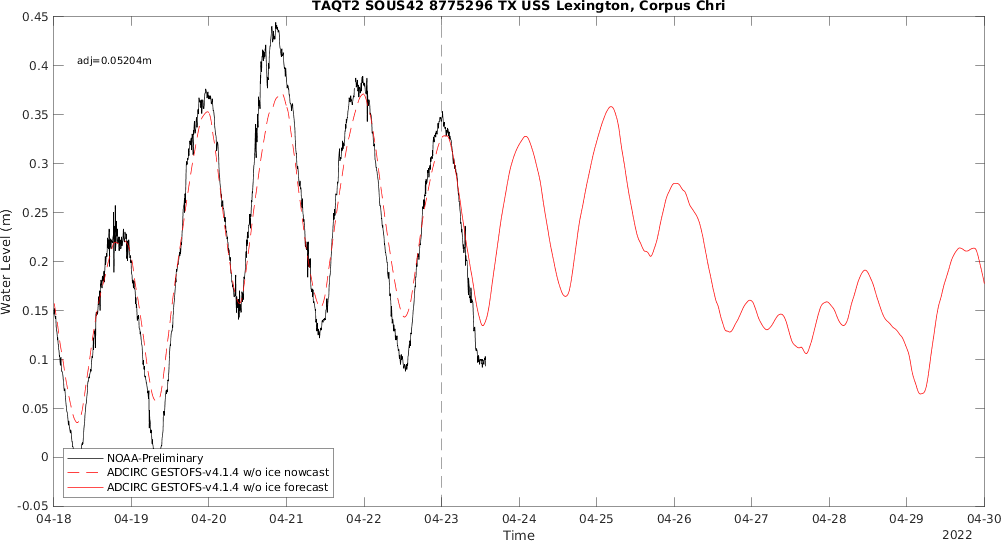 TAQT2 SOUS42 8775296 TX USS Lexington, Corpus Chri
adj=0.05204m
Water Level (m)
0.45
0.4
0.35
0.3
0.25
0.2
0.15
0.1
0.05
0
-0.05
NOAA-Preliminary
ADCIRC GESTOFS-v4.1.4 w/o ice nowcast
ADCIRC GESTOFS-v4.1.4 w/o ice forecast
04-18 04-19 04-20 04-21 04-22 04-23 04-24 04-25 04-26 04-27 04-28 04-29 04-30
Time
2022